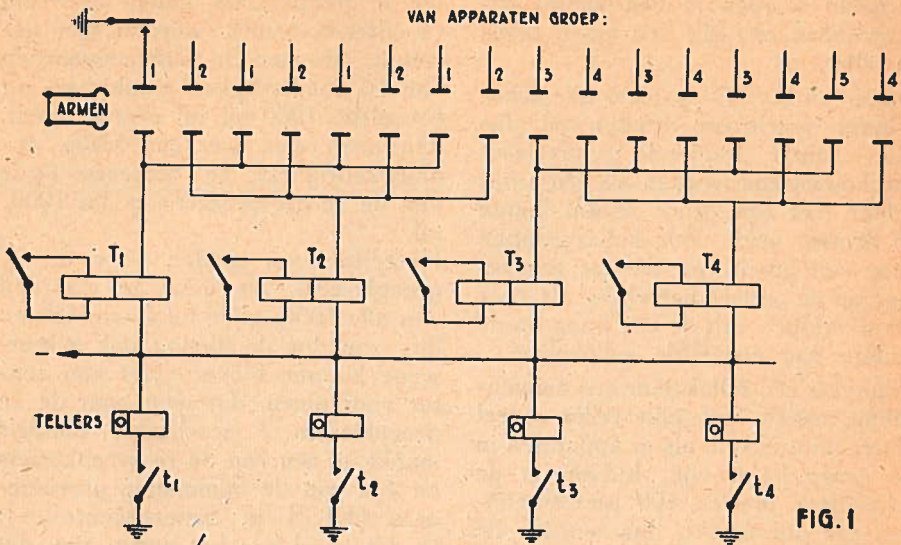 VAN APPARATEN GROEP:
1 2 1 2 1 2 1 2 3 4 3 4 3 4 3 4
ARMEN
T1 T2 T3 T4
TELLERS
t1 t2 t3 t4
FIG.1